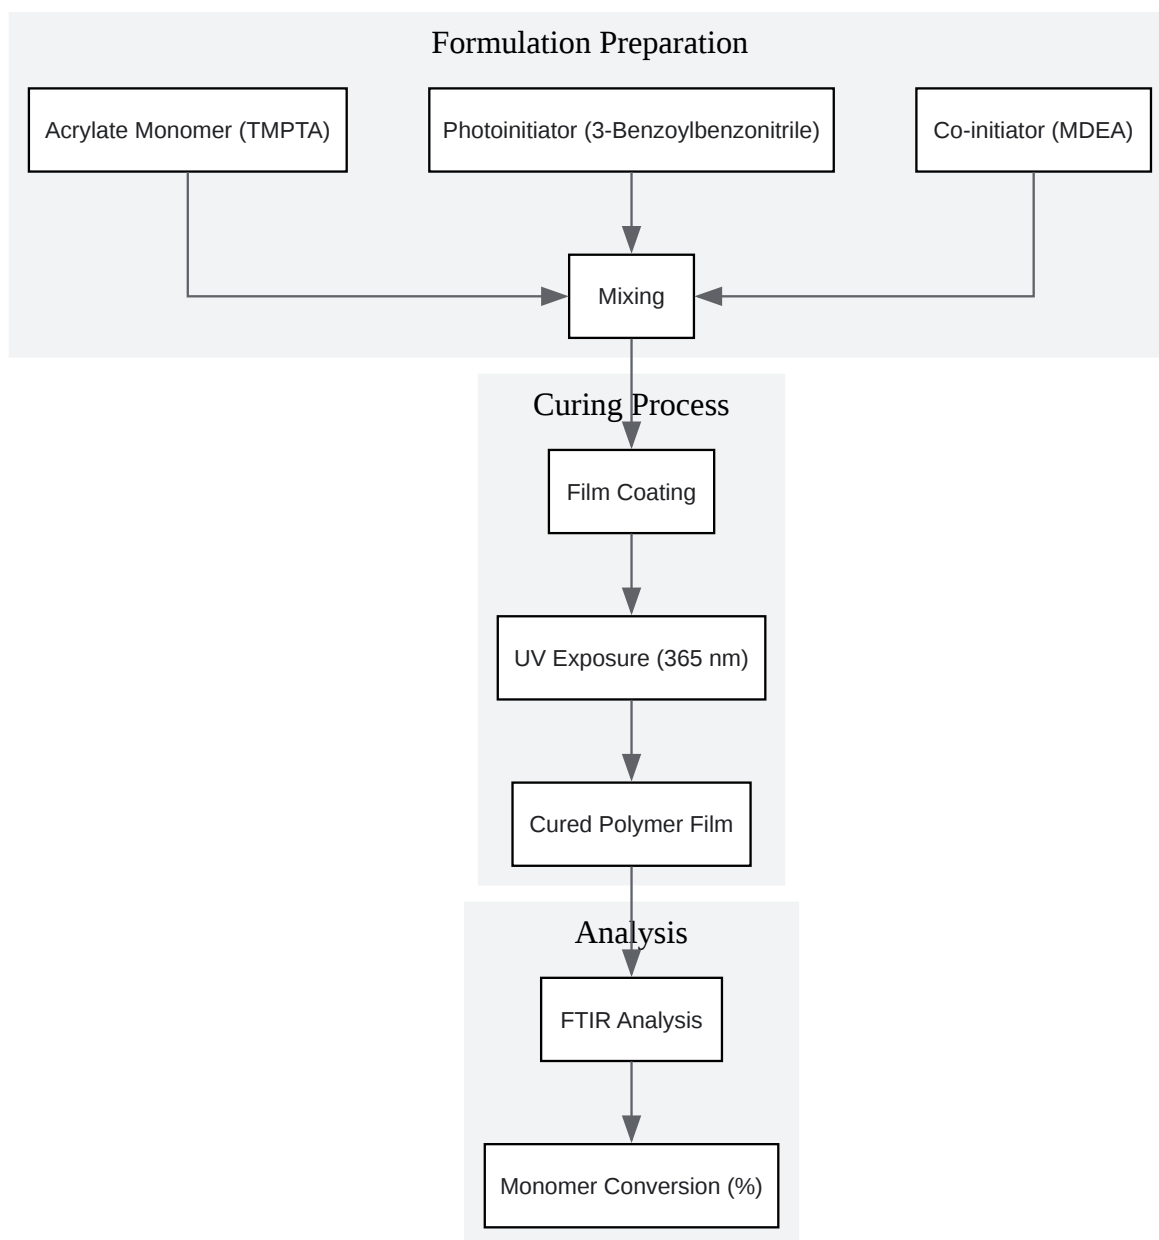 Formulation Preparation
Acrylate Monomer (TMPTA)
Photoinitiator (3-Benzoylbenzonitrile)
Co-initiator (MDEA)
Mixing
Curing Process
Film Coating
UV Exposure (365 nm)
Cured Polymer Film
Analysis
FTIR Analysis
Monomer Conversion (%)